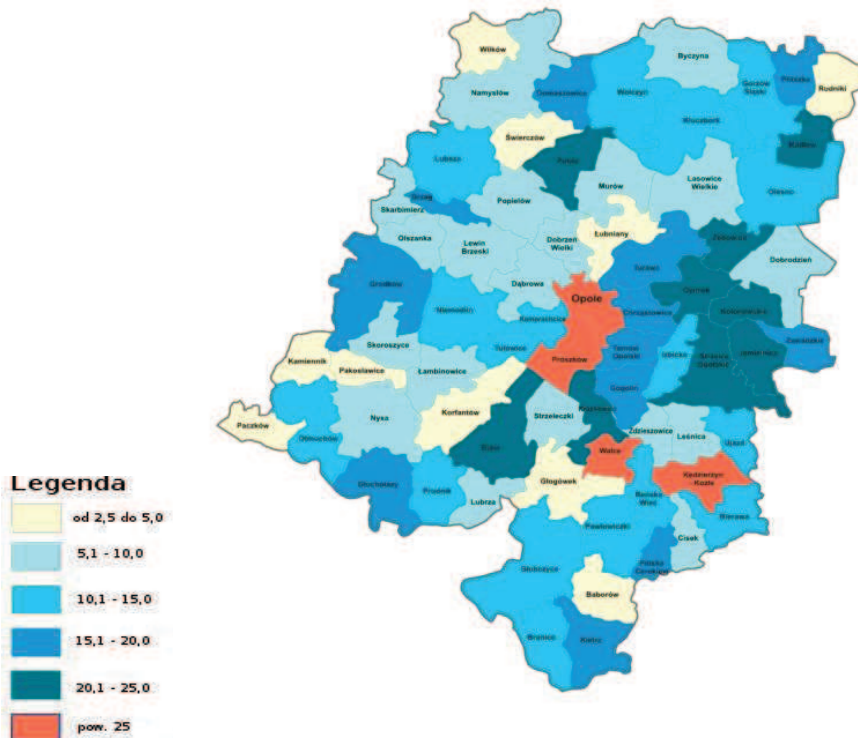 Wilków
Byczyna
Namysłów
Domaszowice
Wołczyn
Gorzów
Śląski
Praszka
Rudniki
Kluczbork
Świerczów
Pokój
Radłów
Lubsza
Murów
Lasowice
Wielkie
Olesno
Brzeg
Skarbimierz
Popielów
Łubniany
Olszanka
Lewin
Brzeski
Dobrzeń
Wielki
Zębowice
Dobrodzień
Turawa
Grodków
Dąbrowa
Opole
Ozimek
Niemodlin
Komprachcice
Chrząstowice
Kolonowskie
Skoroszyce
Tułowice
Tarnów
Opolski
Izbicko
Strzelce
Opolskie
Jemielnica
Zawadzkie
Kamiennik
Pakosławice
Łambinowice
Prószków
Gogolin
Paczków
Nysa
Korfantów
Strzeleczki
Krapkowice
Otmuchów
Biała
Zdzieszowice
Leśnica
Ujazd
Walce
Głuchołazy
Prudnik
Lubrza
Głogówek
Kędzierzyn
Koźle
Reńska
Wieś
Bierawa
Pawłowiczki
Cisek
Głubczyce
Polska
Cerekiew
Baborów
Branice
Kietrz
Legenda
od 2,5 do 5,0
5,1 - 10,0
10,1 - 15,0
15,1 - 20,0
20,1 - 25,0
pow. 25